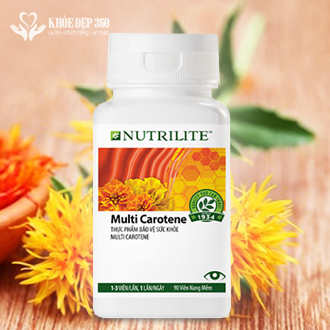 KHỎE ĐẸP 360
NUTRILITE™
Multi Carotene
THỰC PHẨM BẢO VỆ SỨC KHỎE
MULTI CAROTENE
1934
1-3 VIÊN/LẦN, 1 LẦN/NGÀY
90 Viên Nang Mềm